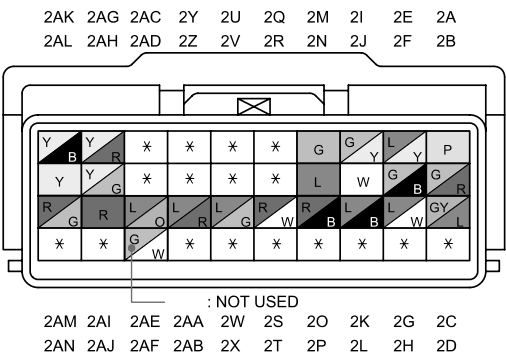 2AK 2AG 2AC 2Y 2U 2Q 2M 2I 2E 2A
2AL 2AH 2AD 2Z 2V 2R 2N 2J 2F 2B
Y B Y R * * * * G G Y L Y P
Y Y G * * * * L W G B G R
R G R L O L R L G R W R B L B L W GY L
* * G W * * * * * * *
: NOT USED
2AM 2AI 2AE 2AA 2W 2S 2O 2K 2G 2C
2AN 2AJ 2AF 2AB 2X 2T 2P 2L 2H 2D